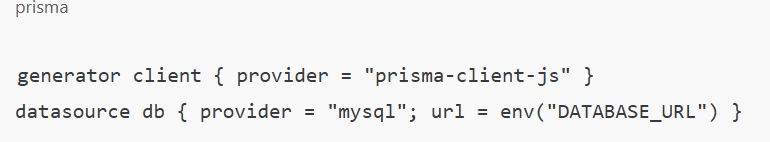 prisma
generator client { provider = "prisma-client-js" }
datasource db { provider = "mysql"; url = env("DATABASE_URL") }